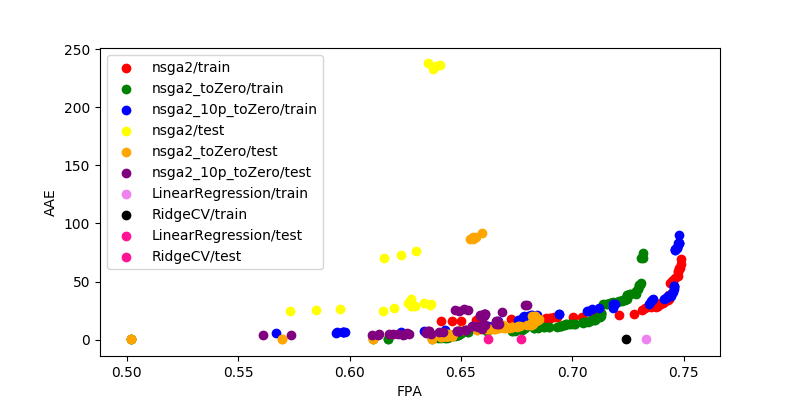 250
200
150
100
50
0
AAE
nsga2/train
nsga2_toZero/train
nsga2_10p_toZero/train
nsga2/test
nsga2_toZero/test
nsga2_10p_toZero/test
LinearRegression/train
RidgeCV/train
LinearRegression/test
RidgeCV/test
0.50 0.55 0.60 0.65 0.70 0.75
FPA